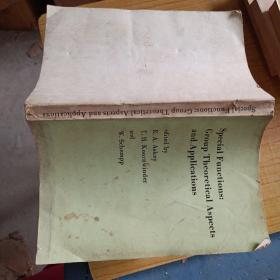 Special Functions: Group Theoretical Aspects and Applications
Special Functions:
Group Theoretical Aspects
and Applications
edited by
R. A. Askey
T. H. Koornwinder
and
W. Schempp